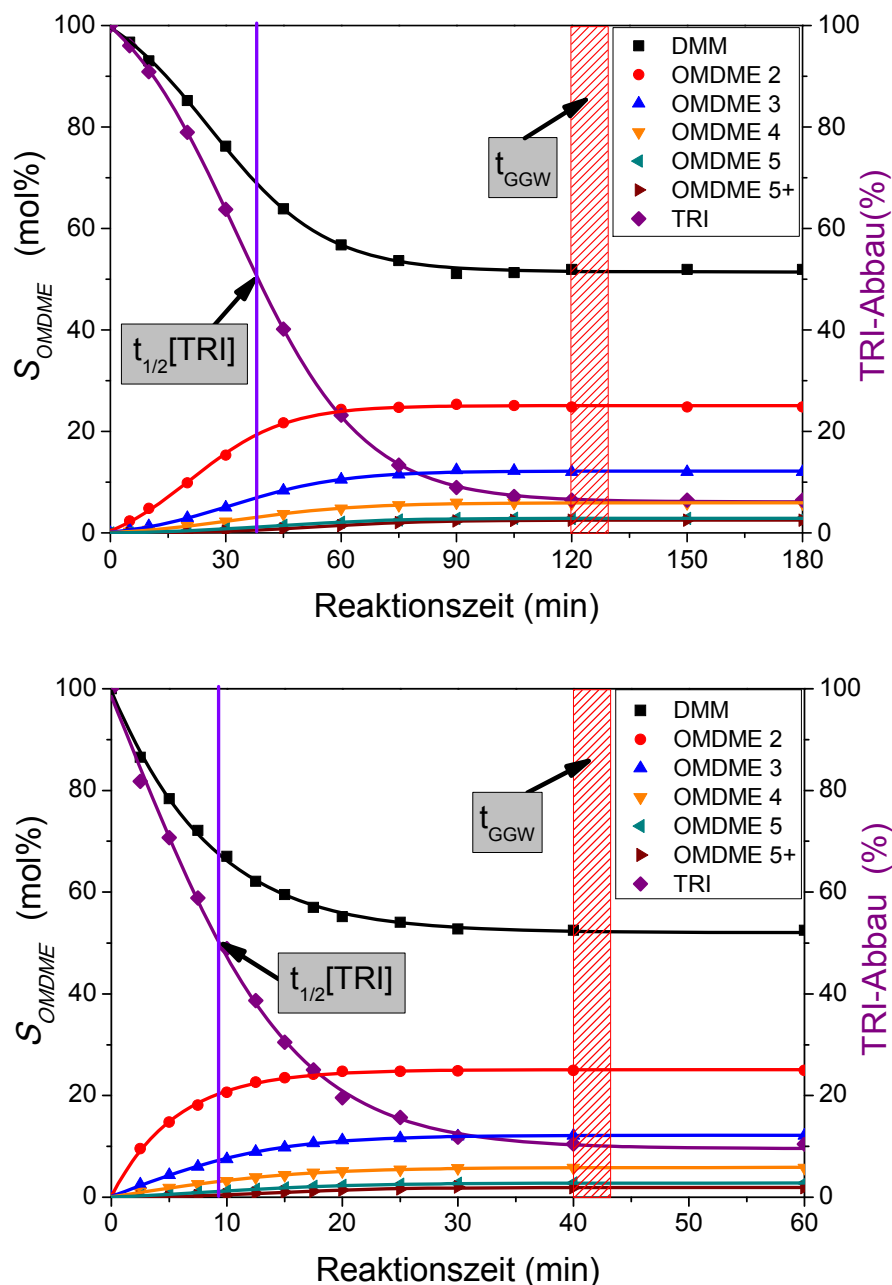 100
80
60
40
20
0
S_OMDME (mol%)
100
80
60
40
20
0
TRI-Abbau(%)
DMM
OMDME 2
OMDME 3
OMDME 4
OMDME 5
OMDME 5+
TRI
t_GGW
t_1/2[TRI]
0 30 60 90 120 150 180
Reaktionszeit (min)
100
80
60
40
20
0
S_OMDME (mol%)
100
80
60
40
20
0
TRI-Abbau (%)
DMM
OMDME 2
OMDME 3
OMDME 4
OMDME 5
OMDME 5+
TRI
t_GGW
t_1/2[TRI]
0 10 20 30 40 50 60
Reaktionszeit (min)